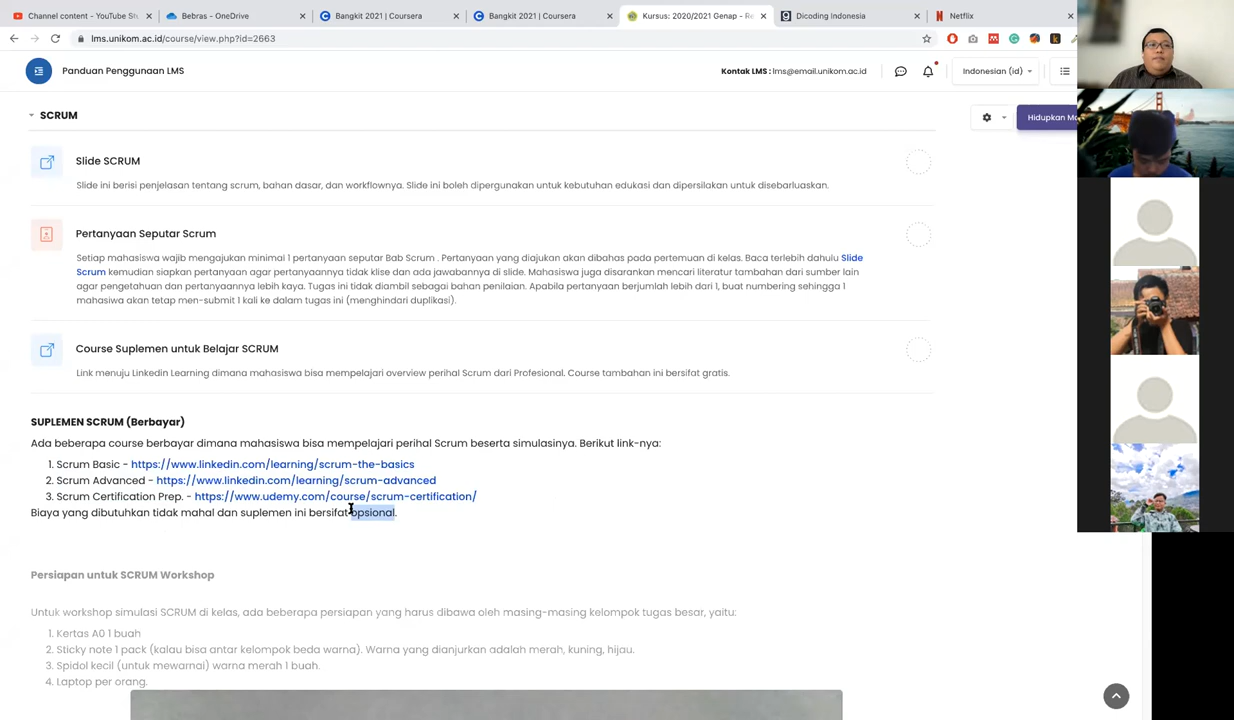 Channel content - YouTube St
Bebras - OneDrive
Bangkit 2021 | Coursera
Bangkit 2021 | Coursera
Kursus: 2020/2021 Genap - Re
Dicoding Indonesia
Netflix
lms.unikom.ac.id/course/view.php?id=2663
Panduan Penggunaan LMS
Kontak LMS : lms@email.unikom.ac.id
Indonesian (id)
SCRUM
Hidupkan Mo
Slide SCRUM
Slide ini berisi penjelasan tentang scrum, bahan dasar, dan workflownya. Slide ini boleh dipergunakan untuk kebutuhan edukasi dan dipersilakan untuk disebarluaskan.
Pertanyaan Seputar Scrum
Setiap mahasiswa wajib mengajukan minimal 1 pertanyaan seputar Bab Scrum . Pertanyaan yang diajukan akan dibahas pada pertemuan di kelas. Baca terlebih dahulu Slide
Scrum kemudian siapkan pertanyaan agar pertanyaannya tidak klise dan ada jawabannya di slide. Mahasiswa juga disarankan mencari literatur tambahan dari sumber lain
agar pengetahuan dan pertanyaannya lebih kaya. Tugas ini tidak diambil sebagai bahan penilaian. Apabila pertanyaan berjumlah lebih dari 1, buat numbering sehingga 1
mahasiswa akan tetap men-submit 1 kali ke dalam tugas ini (menghindari duplikasi).
Course Suplemen untuk Belajar SCRUM
Link menuju Linkedin Learning dimana mahasiswa bisa mempelajari overview perihal Scrum dari Profesional. Course tambahan ini bersifat gratis.
SUPLEMEN SCRUM (Berbayar)
Ada beberapa course berbayar dimana mahasiswa bisa mempelajari perihal Scrum beserta simulasinya. Berikut link-nya:
1. Scrum Basic - https://www.linkedin.com/learning/scrum-the-basics
2. Scrum Advanced - https://www.linkedin.com/learning/scrum-advanced
3. Scrum Certification Prep. - https://www.udemy.com/course/scrum-certification/
Biaya yang dibutuhkan tidak mahal dan suplemen ini bersifat opsional.
Persiapan untuk SCRUM Workshop
Untuk workshop simulasi SCRUM di kelas, ada beberapa persiapan yang harus dibawa oleh masing-masing kelompok tugas besar, yaitu:
1. Kertas A0 1 buah
2. Sticky note 1 pack (kalau bisa antar kelompok beda warna). Warna yang dianjurkan adalah merah, kuning, hijau.
3. Spidol kecil (untuk mewarnai) warna merah 1 buah.
4. Laptop per orang.